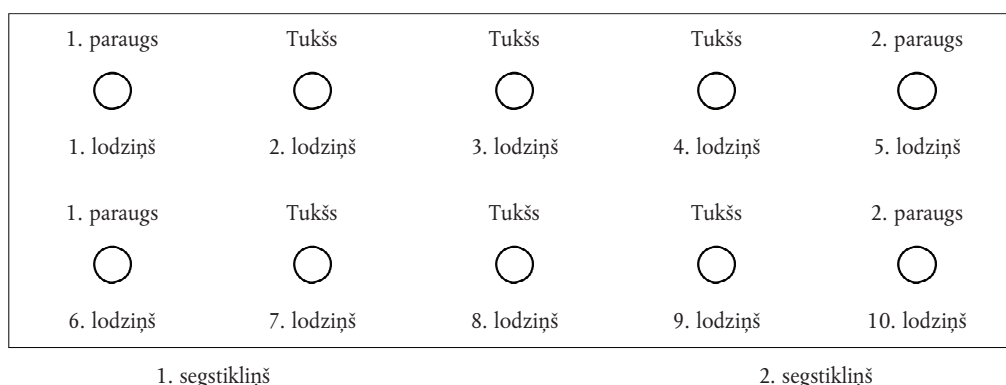 1. paraugs Tukšs Tukšs Tukšs 2. paraugs
1. lodziņš 2. lodziņš 3. lodziņš 4. lodziņš 5. lodziņš
1. paraugs Tukšs Tukšs Tukšs 2. paraugs
6. lodziņš 7. lodziņš 8. lodziņš 9. lodziņš 10. lodziņš
1. segstikliņš 2. segstikliņš